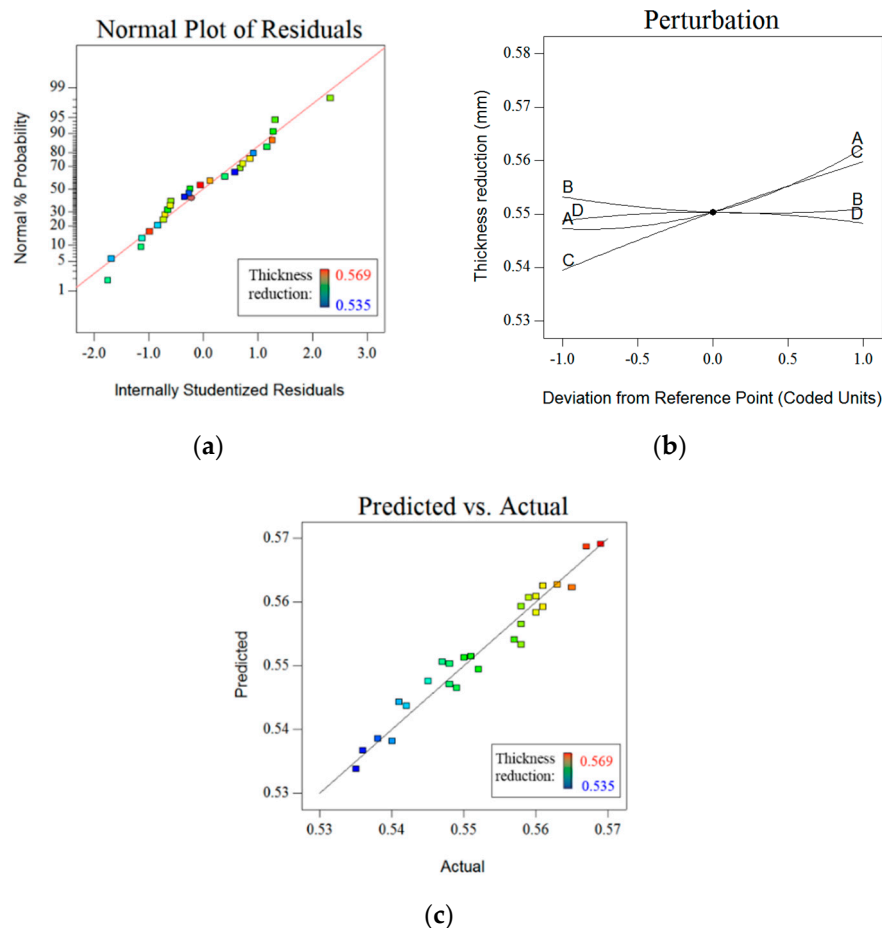 Normal Plot of Residuals
Normal % Probability
99
95
90
80
70
50
30
20
10
5
1
Thickness
reduction:
0.569
0.535
-2.0 -1.0 0.0 1.0 2.0 3.0
Internally Studentized Residuals
(a)
Perturbation
Thickness reduction (mm)
0.58
0.57
0.56
0.55
0.54
0.53
B
D
A
C
A
C
B
D
-1.0 -0.5 0.0 0.5 1.0
Deviation from Reference Point (Coded Units)
(b)
Predicted vs. Actual
Predicted
0.57
0.56
0.55
0.54
0.53
Thickness
reduction:
0.569
0.535
0.53 0.54 0.55 0.56 0.57
Actual
(c)